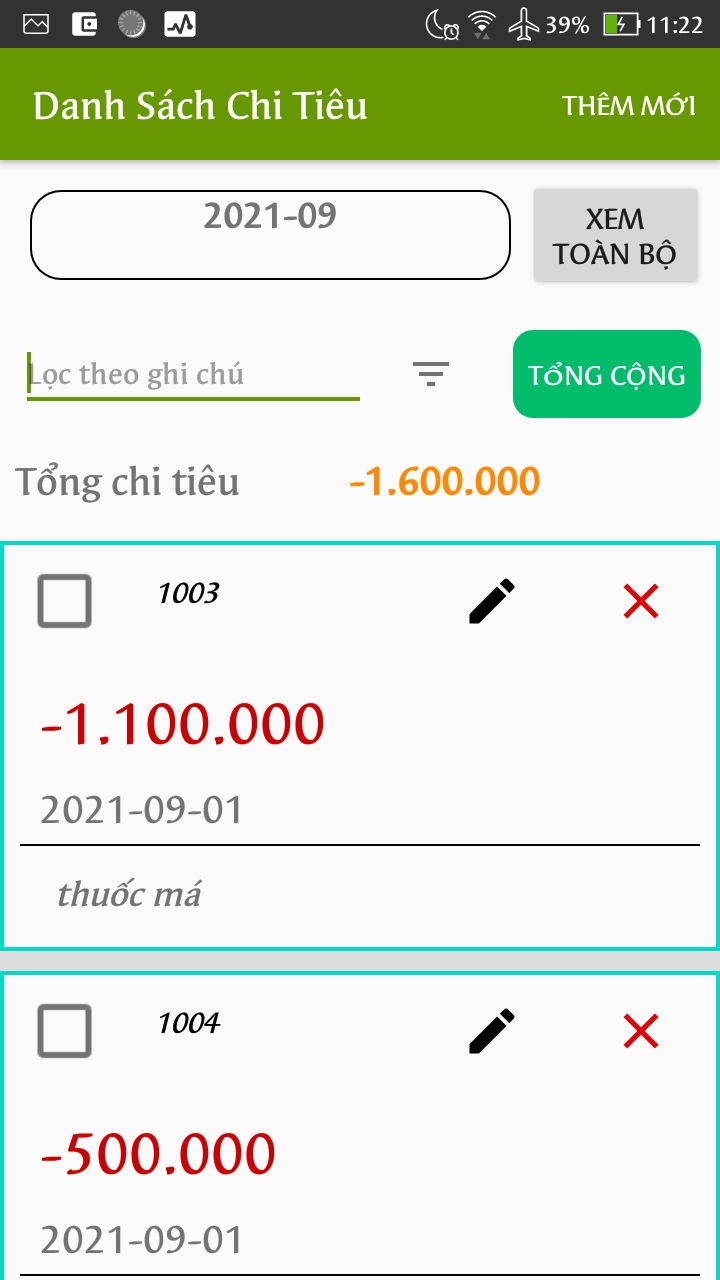 39% 11:22
Danh Sách Chi Tiêu THÊM MỚI
2021-09
XEM
TOÀN BỘ
Lọc theo ghi chú
TỔNG CỘNG
Tổng chi tiêu -1.600.000
1003
-1.100.000
2021-09-01
thuốc má
1004
-500.000
2021-09-01